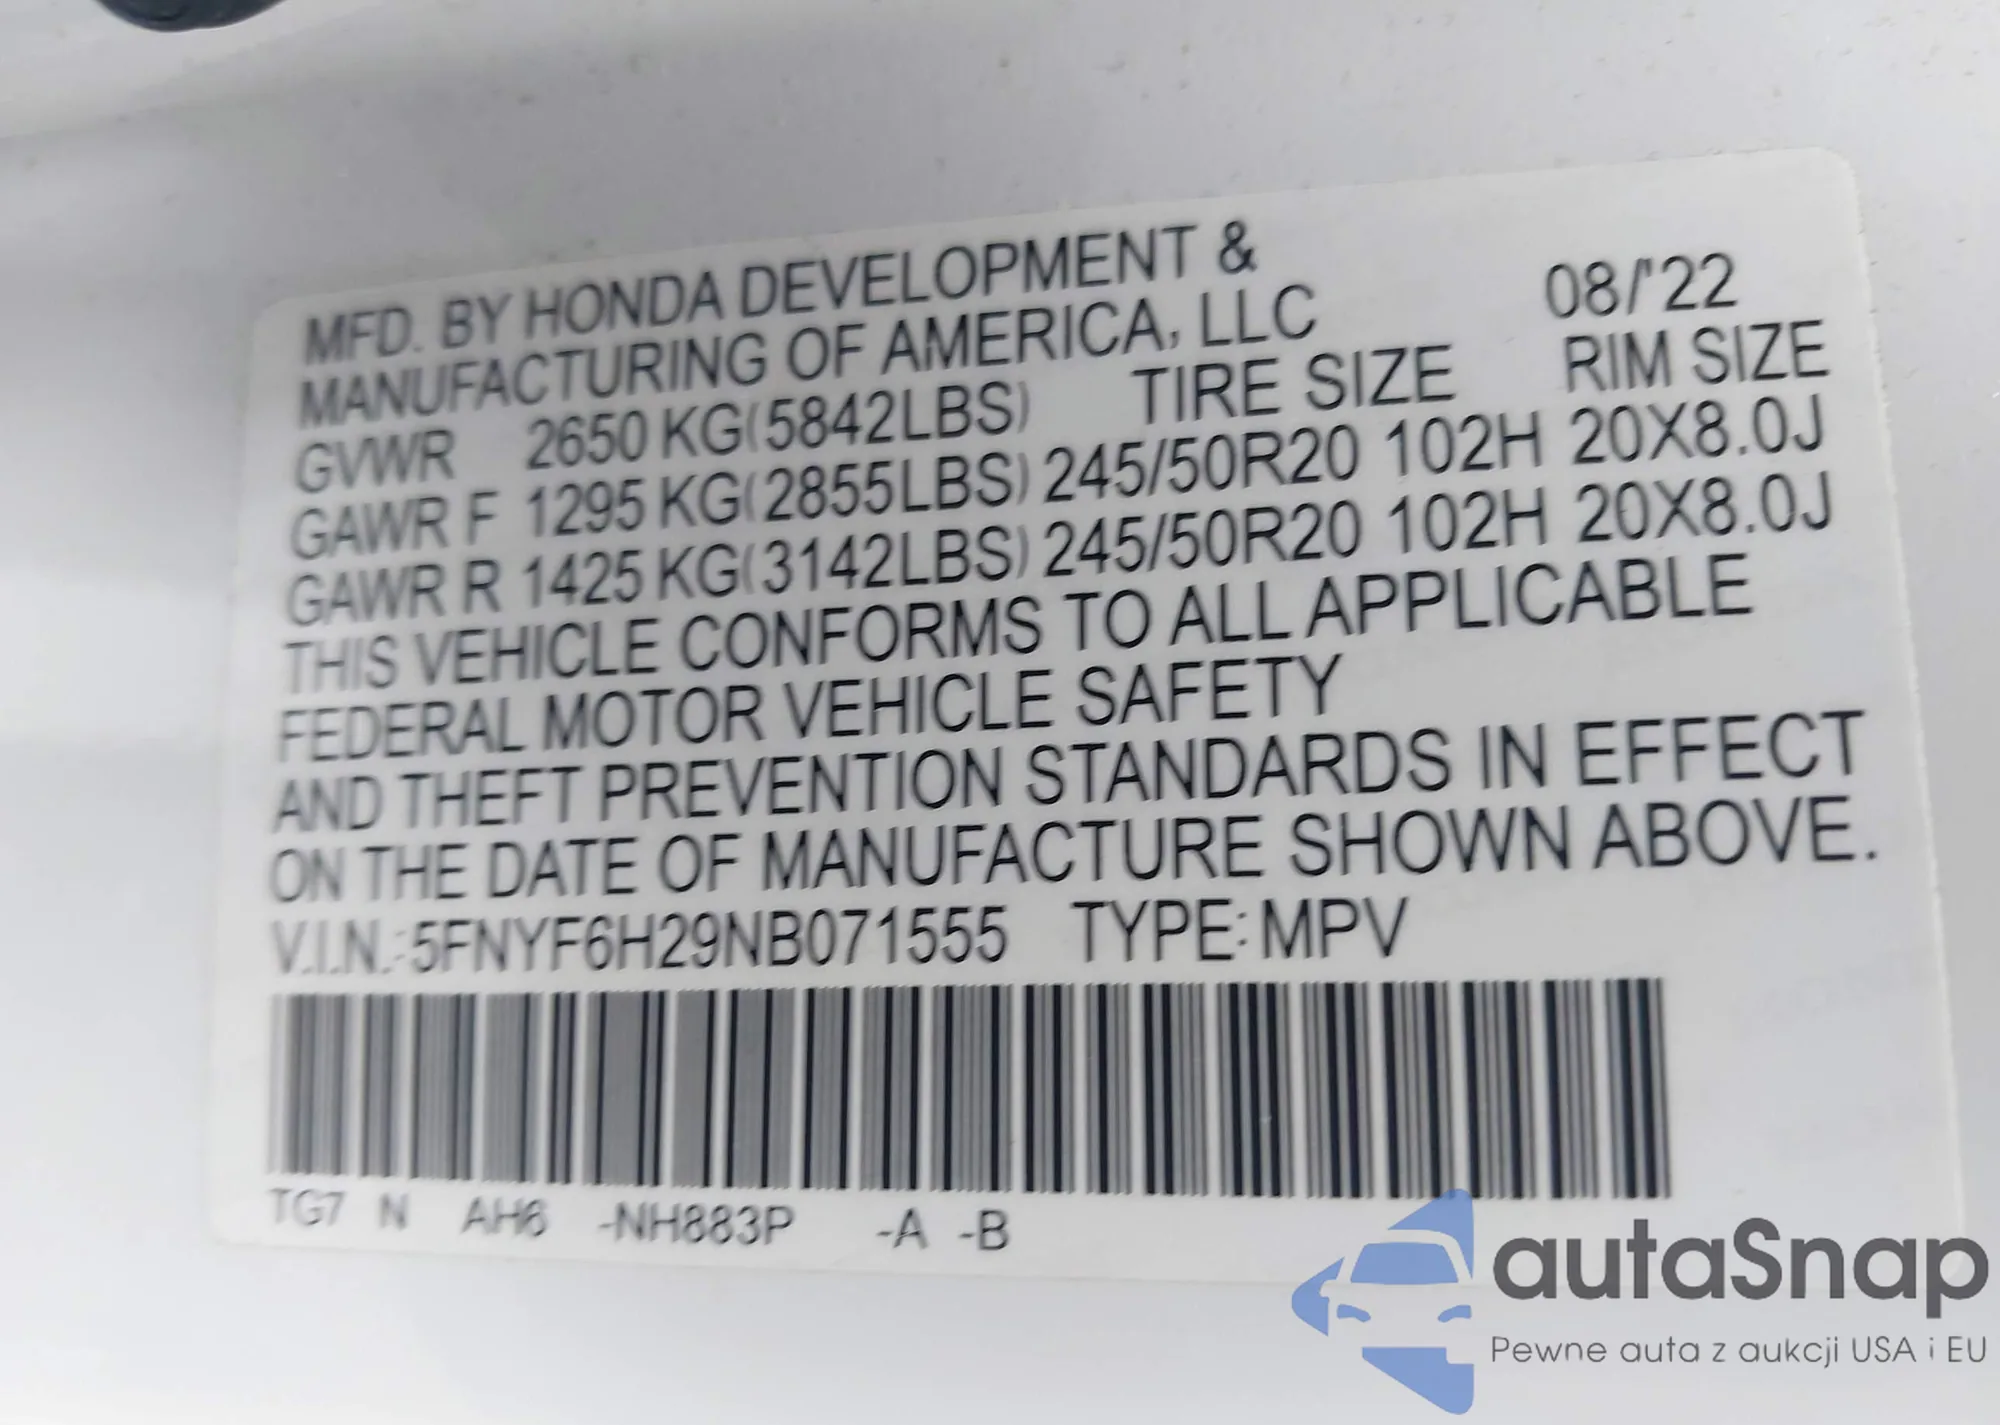 MFD. BY HONDA DEVELOPMENT &
MANUFACTURING OF AMERICA, LLC 08/'22
GVWR 2650 KG(5842LBS) TIRE SIZE RIM SIZE
GAWR F 1295 KG(2855LBS) 245/50R20 102H 20X8.0J
GAWR R 1425 KG(3142LBS) 245/50R20 102H 20X8.0J
THIS VEHICLE CONFORMS TO ALL APPLICABLE
FEDERAL MOTOR VEHICLE SAFETY
AND THEFT PREVENTION STANDARDS IN EFFECT
ON THE DATE OF MANUFACTURE SHOWN ABOVE.
V.I.N.:5FNYF6H29NB071555 TYPE:MPV
TG7 N AH6 -NH883P -A -B
autaSnap
Pewne auta z aukcji USA i EU